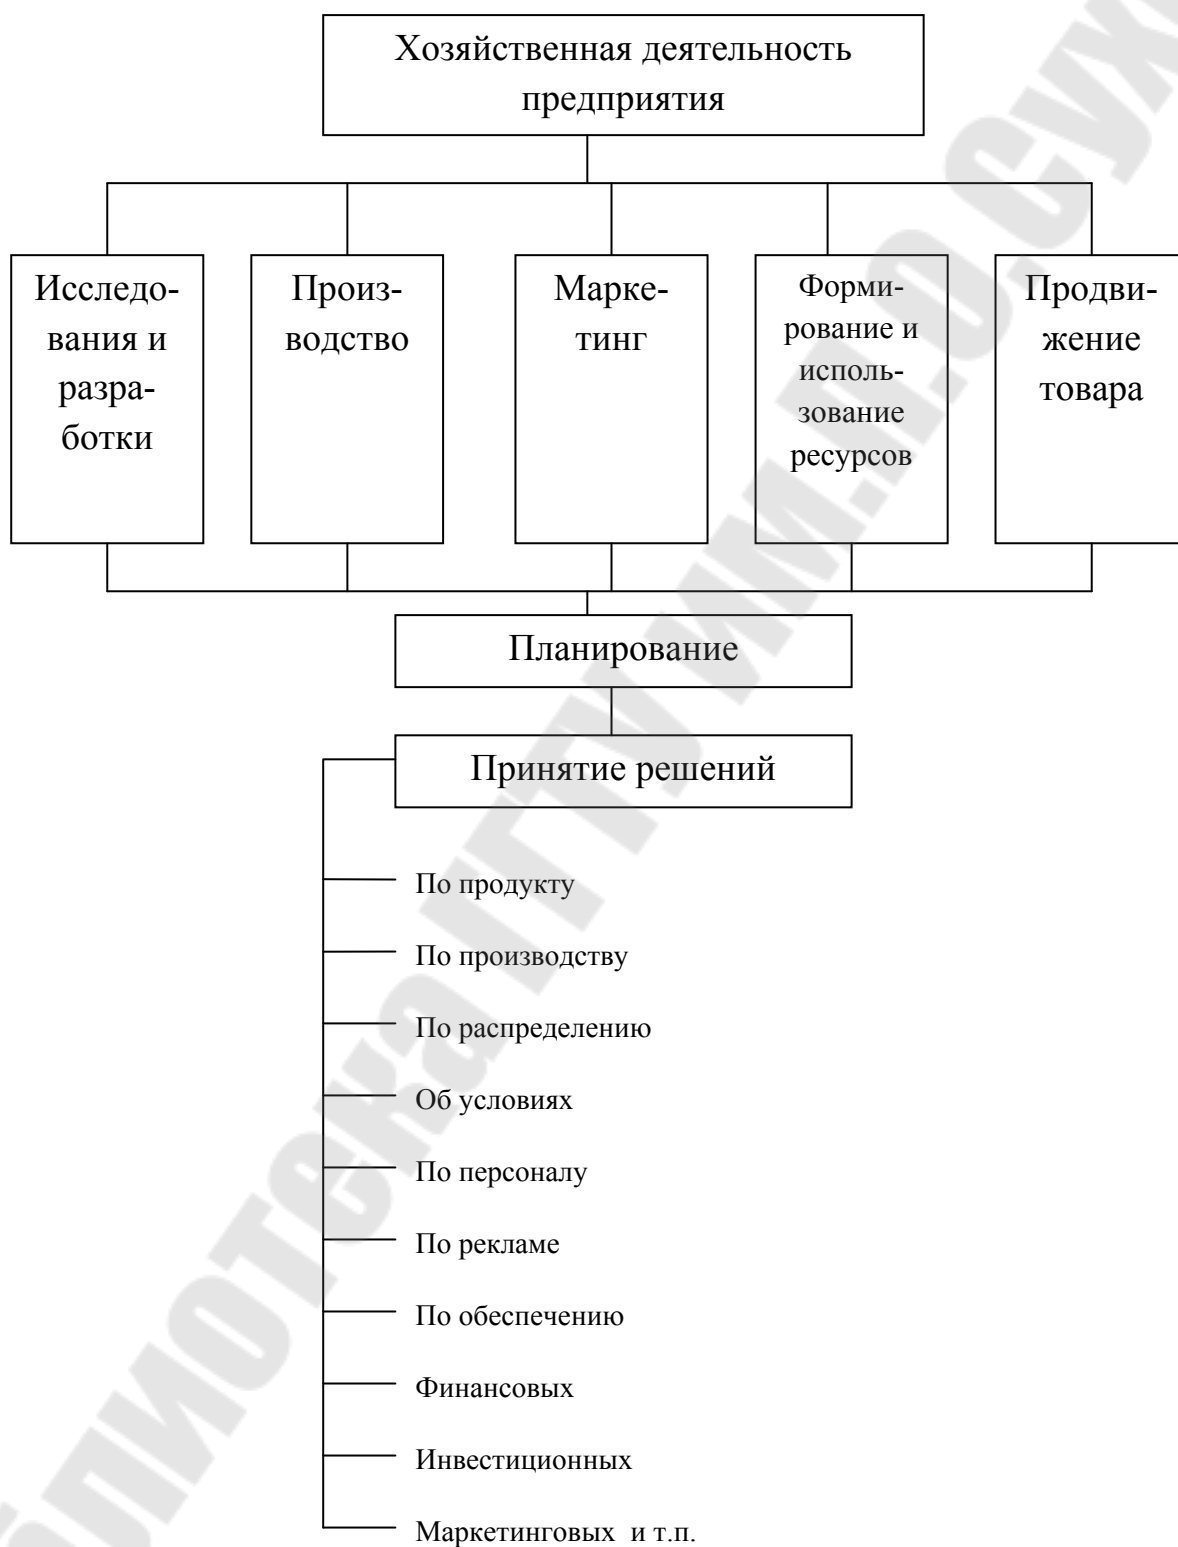 Хозяйственная деятельность
предприятия
Исследо-
вания и
разра-
ботки
Произ-
водство
Марке-
тинг
Форми-
рование и
исполь-
зование
ресурсов
Продви-
жение
товара
Планирование
Принятие решений
По продукту
По производству
По распределению
Об условиях
По персоналу
По рекламе
По обеспечению
Финансовых
Инвестиционных
Маркетинговых и т.п.